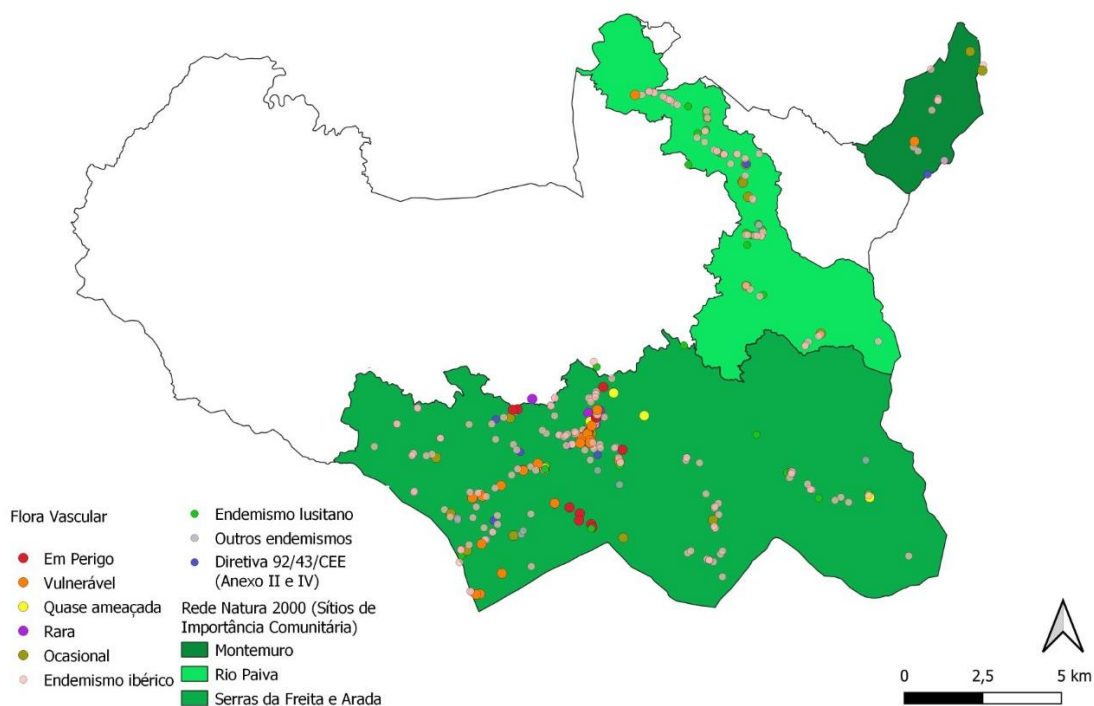 Flora Vascular
Em Perigo
Vulnerável
Quase ameaçada
Rara
Ocasional
Endemismo ibérico
Endemismo lusitano
Outros endemismos
Diretiva 92/43/CEE
(Anexo II e IV)
Rede Natura 2000 (Sítios de
Importância Comunitária)
Montemuro
Rio Paiva
Serras da Freita e Arada
0 2,5 5 km